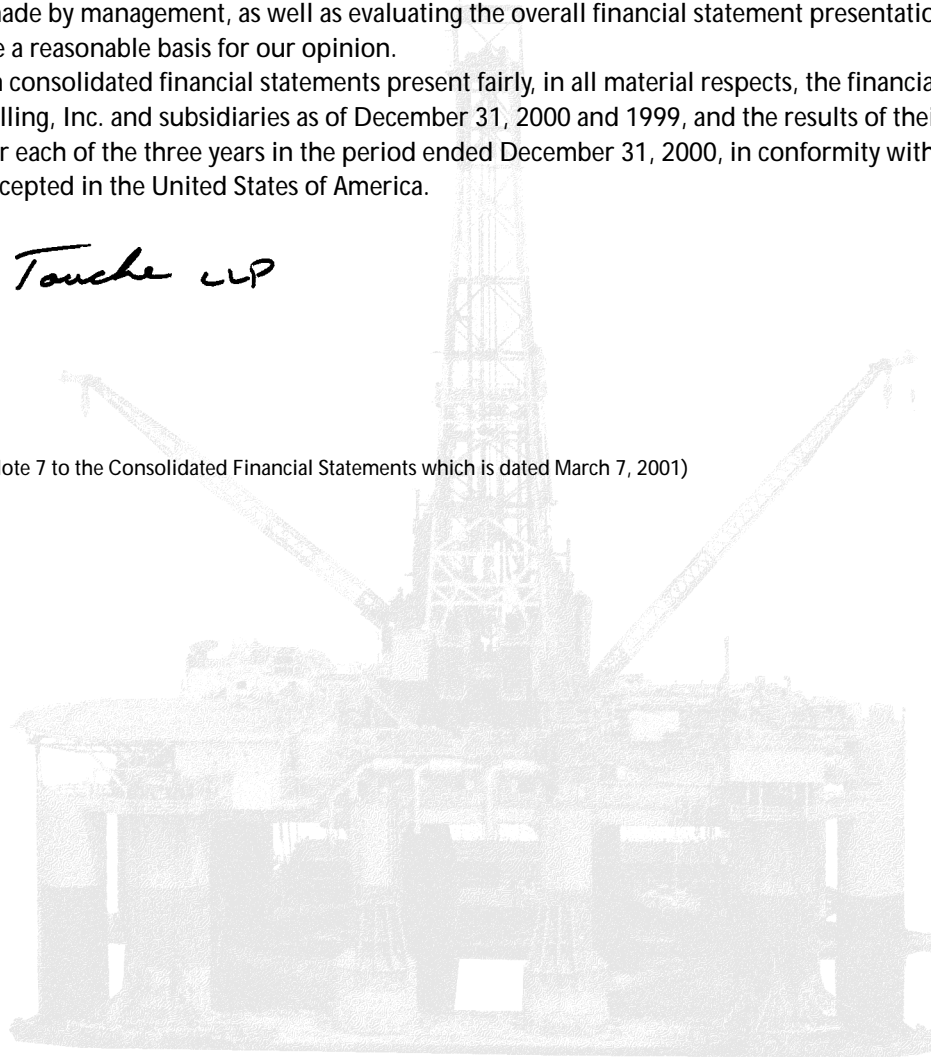 made by management, as well as evaluating the overall financial statement presentatio
e a reasonable basis for our opinion.
n consolidated financial statements present fairly, in all material respects, the financia
lling, Inc. and subsidiaries as of December 31, 2000 and 1999, and the results of thei
r each of the three years in the period ended December 31, 2000, in conformity with
ccepted in the United States of America.
Touche LLP
ote 7 to the Consolidated Financial Statements which is dated March 7, 2001)